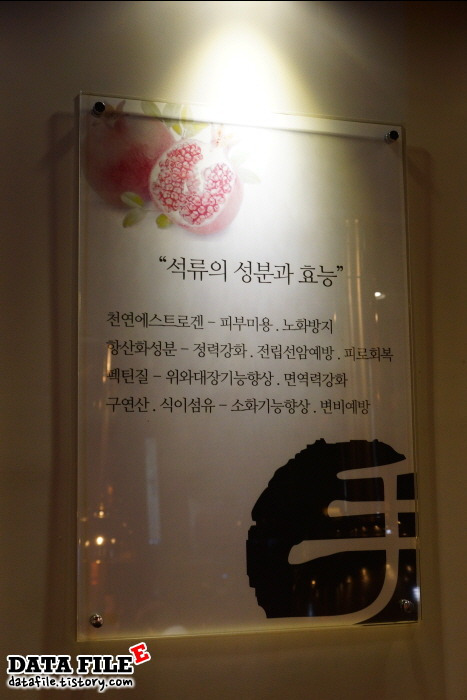 “석류의 성분과 효능”
천연에스트로겐 - 피부미용 . 노화방지
항산화성분 - 정력강화 . 전립선암예방 . 피로회복
펙틴질 - 위와대장기능향상 . 면역력강화
구연산 . 식이섬유 - 소화기능향상 . 변비예방
手
DATA FILE E
datafile.tistory.com